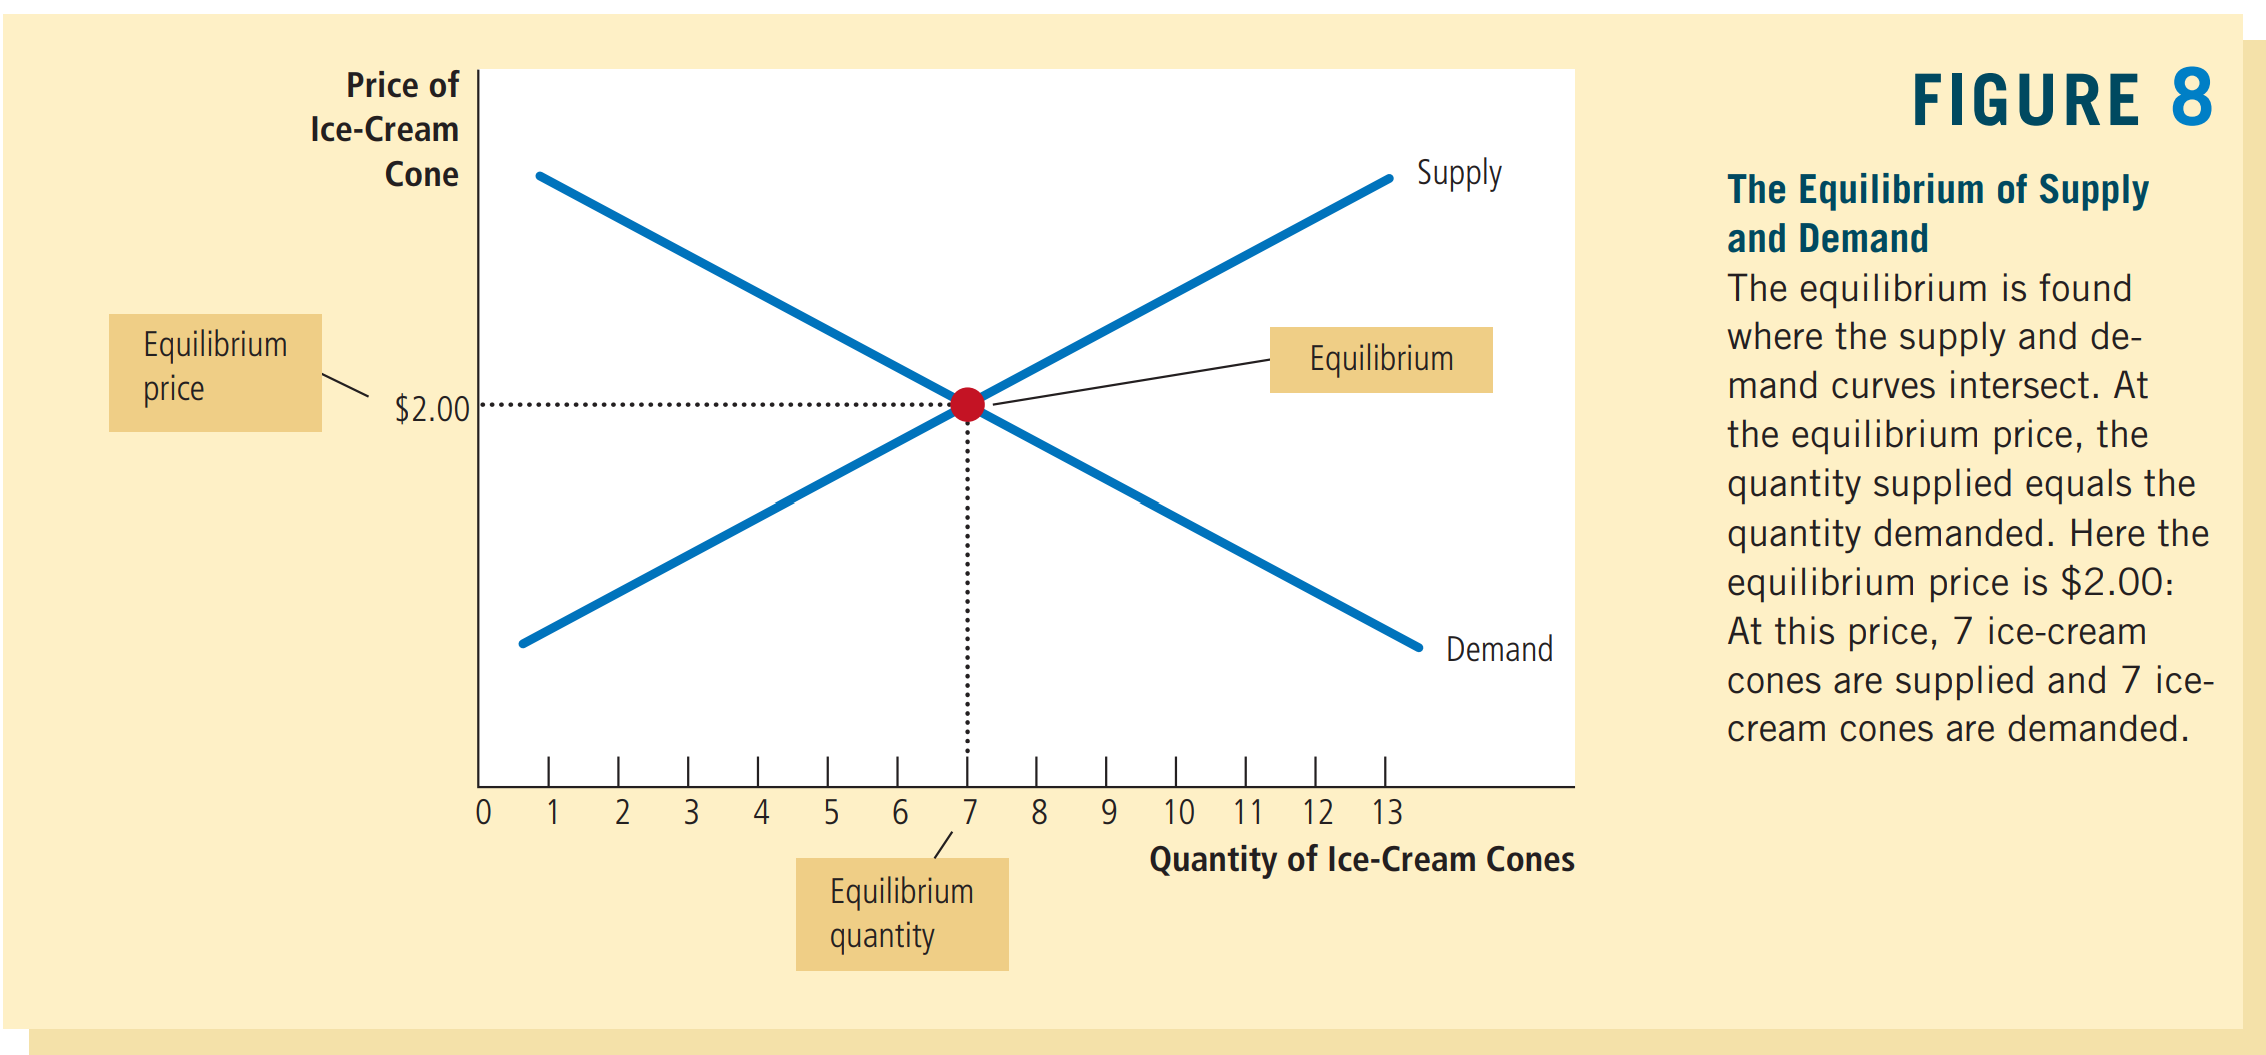 Price of
Ice-Cream
Cone
Supply
Equilibrium
price
Equilibrium
$2.00
Demand
0 1 2 3 4 5 6 7 8 9 10 11 12 13
Quantity of Ice-Cream Cones
Equilibrium
quantity
FIGURE 8
The Equilibrium of Supply
and Demand
The equilibrium is found
where the supply and de-
mand curves intersect. At
the equilibrium price, the
quantity supplied equals the
quantity demanded. Here the
equilibrium price is $2.00:
At this price, 7 ice-cream
cones are supplied and 7 ice-
cream cones are demanded.